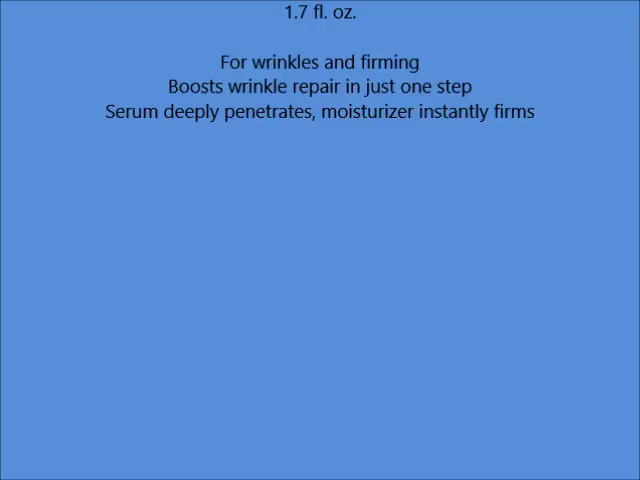 1.7 fl. oz.
For wrinkles and firming
Boosts wrinkle repair in just one step
Serum deeply penetrates, moisturizer instantly firms